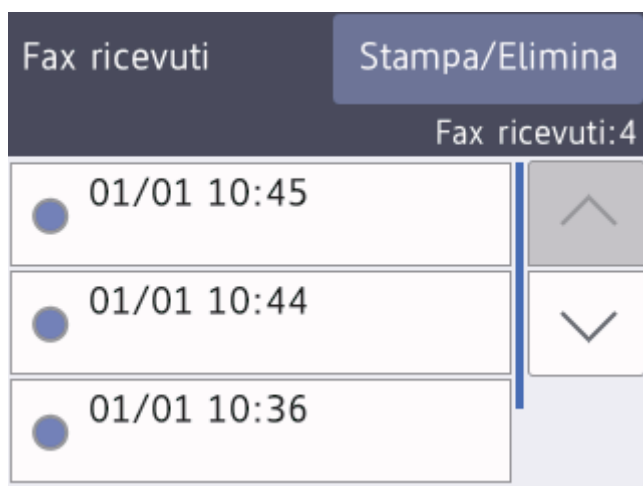 Fax ricevuti
Stampa/Elimina
Fax ricevuti:4
01/01 10:45
01/01 10:44
01/01 10:36